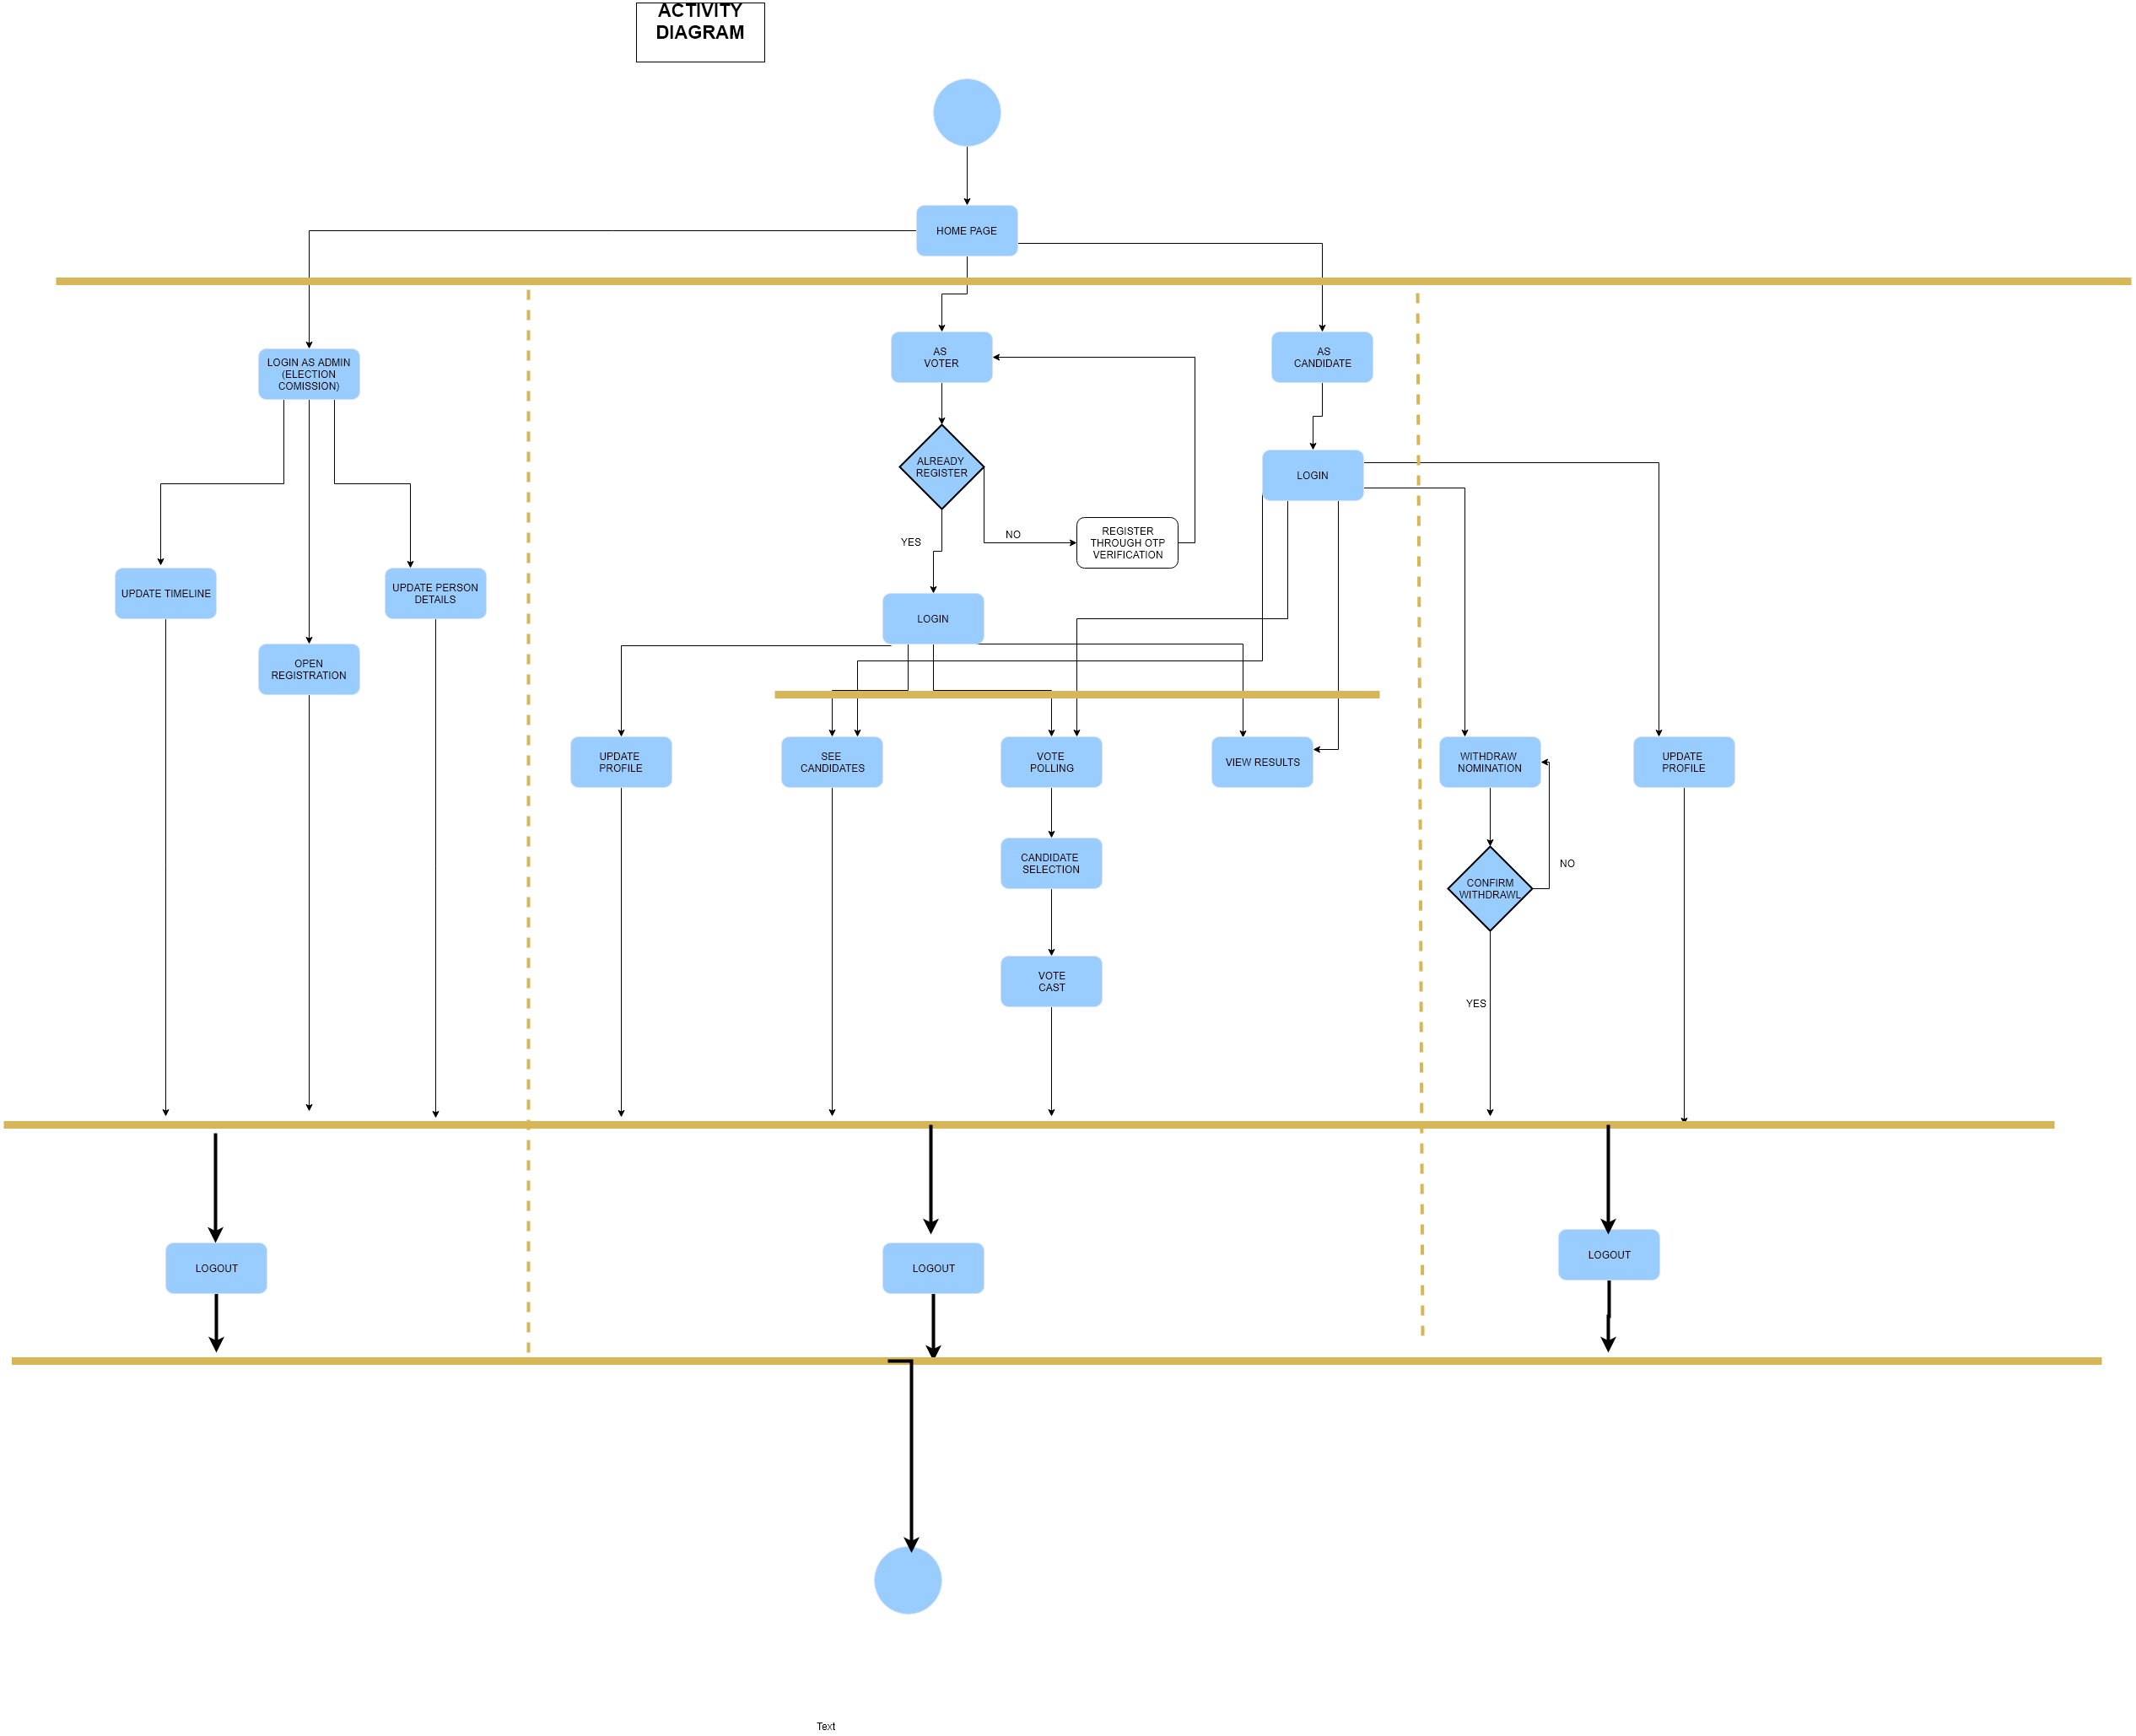 ACTIVITY
DIAGRAM
HOME PAGE
LOGIN AS ADMIN
(ELECTION
COMISSION)
AS
VOTER
AS
CANDIDATE
ALREADY
REGISTER
LOGIN
YES
NO
REGISTER
THROUGH OTP
VERIFICATION
UPDATE TIMELINE
UPDATE PERSON
DETAILS
LOGIN
OPEN
REGISTRATION
UPDATE
PROFILE
SEE
CANDIDATES
VOTE
POLLING
VIEW RESULTS
WITHDRAW
NOMINATION
UPDATE
PROFILE
CANDIDATE
SELECTION
NO
CONFIRM
WITHDRAWL
VOTE
CAST
YES
LOGOUT
LOGOUT
LOGOUT
Text